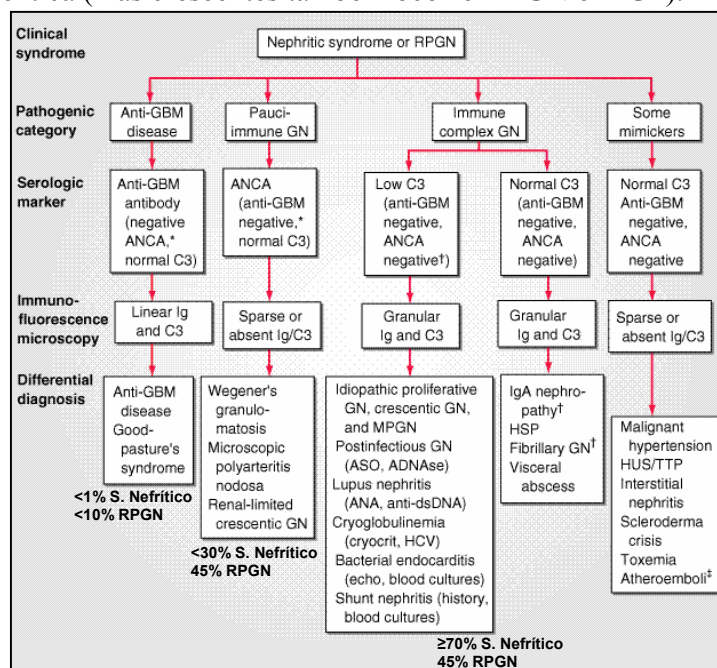 Clinical
syndrome
Nephritic syndrome or RPGN
Pathogenic
category
Anti-GBM
disease
Pauci-
immune GN
Immune
complex GN
Some
mimickers
Serologic
marker
Anti-GBM
antibody
(negative
ANCA,*
normal C3)
ANCA
(anti-GBM
negative,*
normal C3)
Low C3
(anti-GBM
negative,
ANCA
negative†)
Normal C3
(anti-GBM
negative,
ANCA
negative)
Normal C3
Anti-GBM
negative,
ANCA
negative
Immuno-
fluorescence
microscopy
Linear Ig
and C3
Sparse or
absent Ig/C3
Granular
Ig and C3
Granular
Ig and C3
Sparse or
absent Ig/C3
Differential
diagnosis
Anti-GBM
disease
Good-
pasture's
syndrome
<1% S. Nefrítico
<10% RPGN
Wegener's
granulo-
matosis
Microscopic
polyarteritis
nodosa
Renal-limited
crescentic GN
<30% S. Nefrítico
45% RPGN
Idiopathic proliferative
GN, crescentic GN,
and MPGN
Postinfectious GN
(ASO, ADNAse)
Lupus nephritis
(ANA, anti-dsDNA)
Cryoglobulinemia
(cryocrit, HCV)
Bacterial endocarditis
(echo, blood cultures)
Shunt nephritis (history,
blood cultures)
IgA nephro-
pathy†
HSP
Fibrillary GN†
Visceral
abscess
≥70% S. Nefrítico
45% RPGN
Malignant
hypertension
HUS/TTP
Interstitial
nephritis
Scleroderma
crisis
Toxemia
Atheroemboli‡